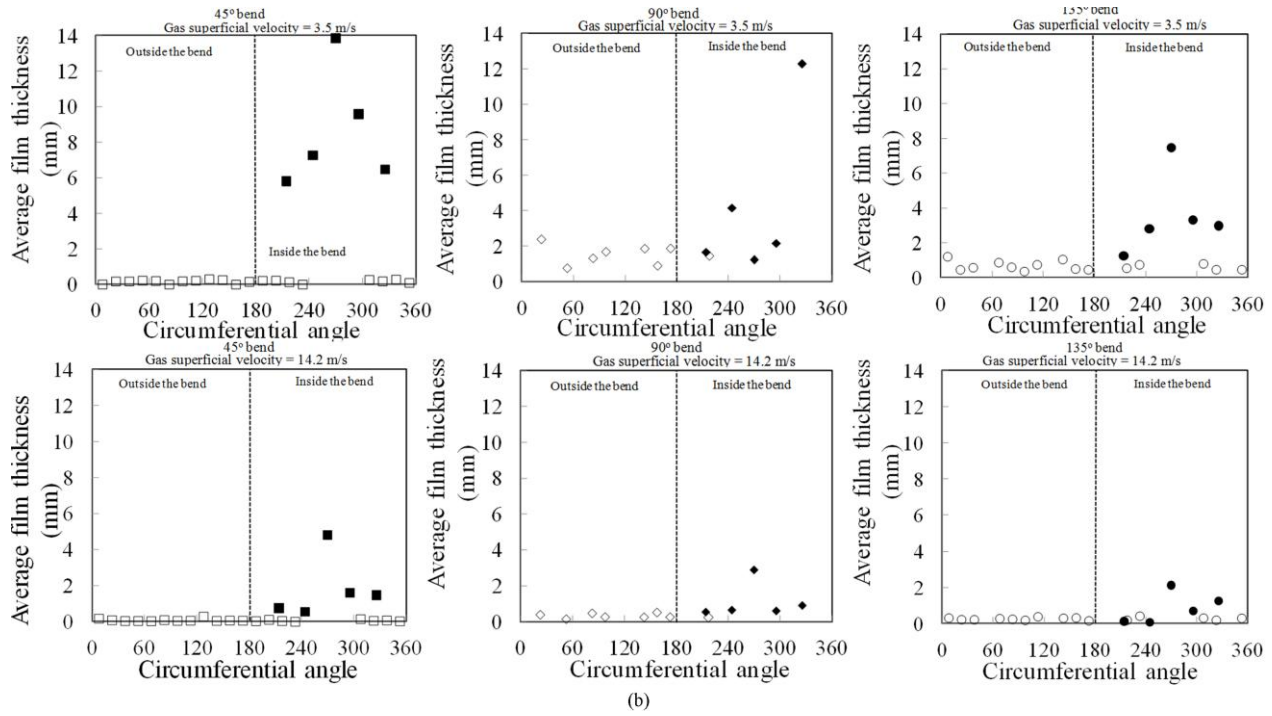 45º bend
Gas superficial velocity = 3.5 m/s
Average film thickness
(mm)
14
12
10
8
6
4
2
0
Outside the bend
Inside the bend
0 60 120 180 240 300 360
Circumferential angle
90º bend
Gas superficial velocity = 3.5 m/s
Average film thickness
(mm)
14
12
10
8
6
4
2
0
Outside the bend
Inside the bend
0 60 120 180 240 300 360
Circumferential angle
135º bend
Gas superficial velocity = 3.5 m/s
Average film thickness
(mm)
14
12
10
8
6
4
2
0
Outside the bend
Inside the bend
0 60 120 180 240 300 360
Circumferential angle
45º bend
Gas superficial velocity = 14.2 m/s
Average film thickness
(mm)
14
12
10
8
6
4
2
0
Outside the bend
Inside the bend
0 60 120 180 240 300 360
Circumferential angle
90º bend
Gas superficial velocity = 14.2 m/s
Average film thickness
(mm)
14
12
10
8
6
4
2
0
Outside the bend
Inside the bend
0 60 120 180 240 300 360
Circumferential angle
135º bend
Gas superficial velocity = 14.2 m/s
Average film thickness
(mm)
14
12
10
8
6
4
2
0
Outside the bend
Inside the bend
0 60 120 180 240 300 360
Circumferential angle
(b)